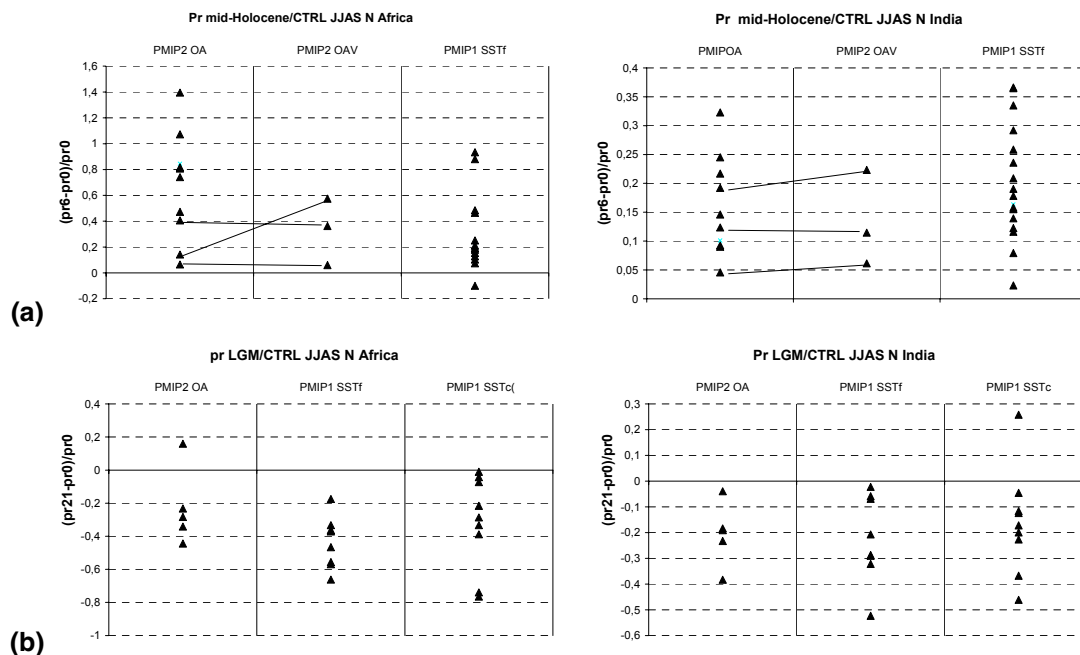 Pr mid-Holocene/CTRL JJAS N Africa
PMIP2 OA PMIP2 OAV PMIP1 SSTf
1,6
1,4
1,2
1
0,8
0,6
0,4
0,2
0
-0,2
(pr6-pr0)/pr0
(a)
Pr mid-Holocene/CTRL JJAS N India
PMIPOA PMIP2 OAV PMIP1 SSTf
0,4
0,35
0,3
0,25
0,2
0,15
0,1
0,05
0
(pr6-pr0)/pr0
pr LGM/CTRL JJAS N Africa
PMIP2 OA PMIP1 SSTf PMIP1 SSTc(
0,4
0,2
0
-0,2
-0,4
-0,6
-0,8
-1
(pr21-pr0)/pr0
(b)
Pr LGM/CTRL JJAS N India
PMIP2 OA PMIP1 SSTf PMIP1 SSTc
0,3
0,2
0,1
0
-0,1
-0,2
-0,3
-0,4
-0,5
-0,6
(pr21-pr0)/pr0